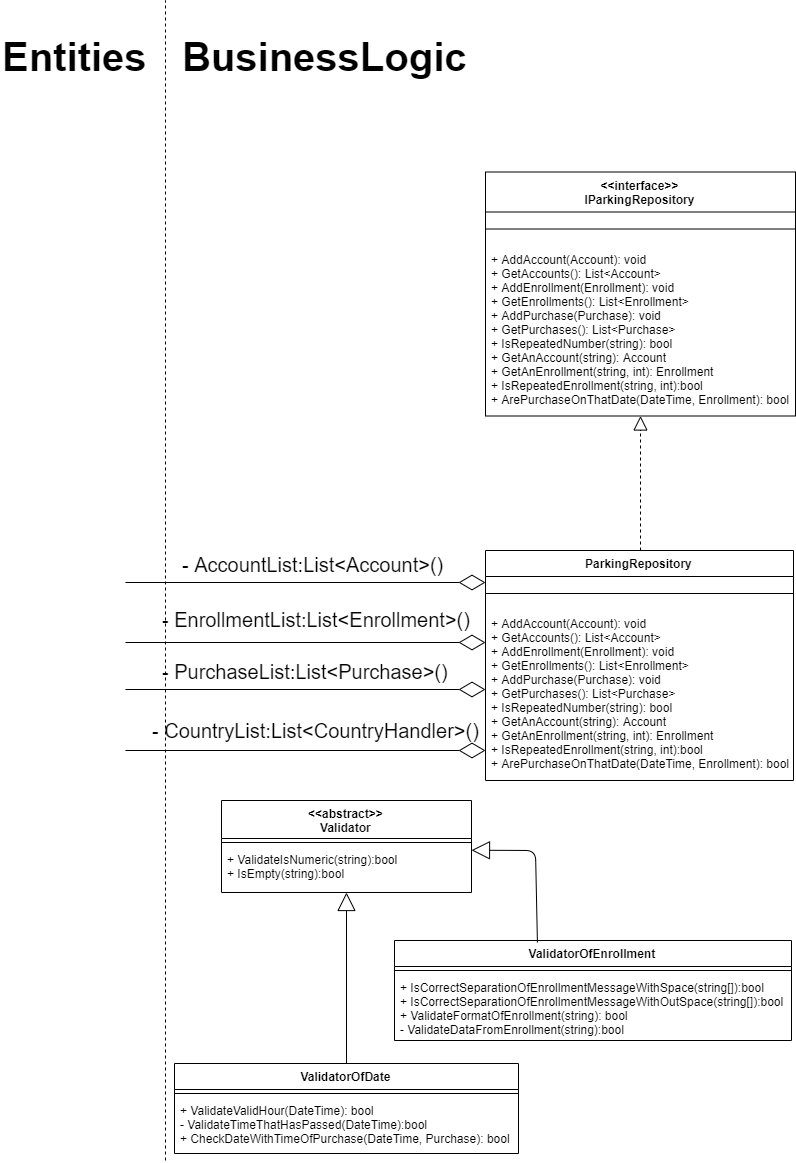 Entities
BusinessLogic
<<interface>>
IParkingRepository
+ AddAccount(Account): void
+ GetAccounts(): List<Account>
+ AddEnrollment(Enrollment): void
+ GetEnrollments(): List<Enrollment>
+ AddPurchase(Purchase): void
+ GetPurchases(): List<Purchase>
+ IsRepeatedNumber(string): bool
+ GetAnAccount(string): Account
+ GetAnEnrollment(string, int): Enrollment
+ IsRepeatedEnrollment(string, int):bool
+ ArePurchaseOnThatDate(DateTime, Enrollment): bool
- AccountList:List<Account>()
- EnrollmentList:List<Enrollment>()
- PurchaseList:List<Purchase>()
- CountryList:List<CountryHandler>()
ParkingRepository
+ AddAccount(Account): void
+ GetAccounts(): List<Account>
+ AddEnrollment(Enrollment): void
+ GetEnrollments(): List<Enrollment>
+ AddPurchase(Purchase): void
+ GetPurchases(): List<Purchase>
+ IsRepeatedNumber(string): bool
+ GetAnAccount(string): Account
+ GetAnEnrollment(string, int): Enrollment
+ IsRepeatedEnrollment(string, int):bool
+ ArePurchaseOnThatDate(DateTime, Enrollment): bool
<<abstract>>
Validator
+ ValidateIsNumeric(string):bool
+ IsEmpty(string):bool
ValidatorOfEnrollment
+ IsCorrectSeparationOfEnrollmentMessageWithSpace(string[]):bool
+ IsCorrectSeparationOfEnrollmentMessageWithOutSpace(string[]):bool
+ ValidateFormatOfEnrollment(string): bool
- ValidateDataFromEnrollment(string):bool
ValidatorOfDate
+ ValidateValidHour(DateTime): bool
- ValidateTimeThatHasPassed(DateTime):bool
+ CheckDateWithTimeOfPurchase(DateTime, Purchase): bool